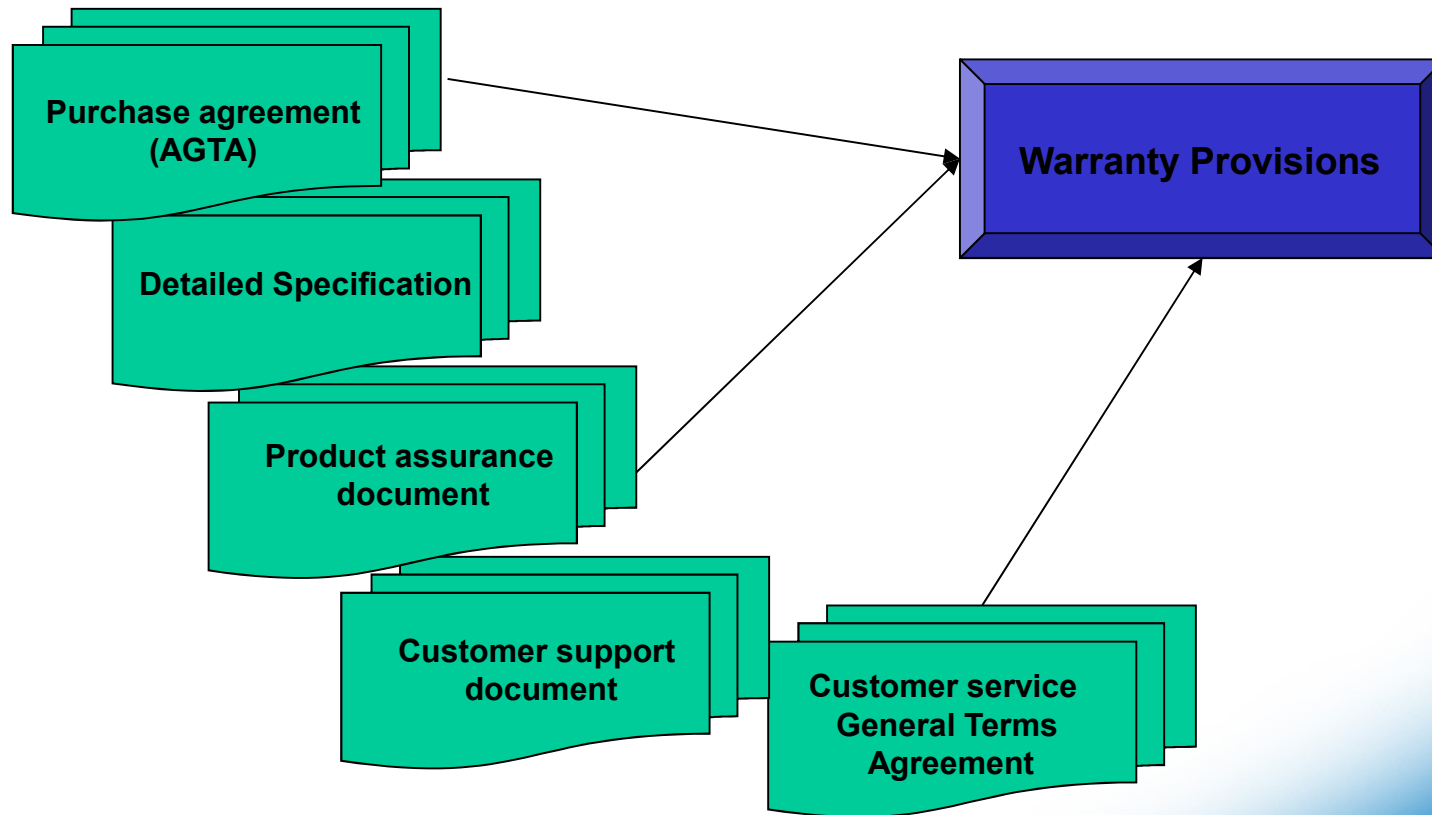 Purchase agreement
(AGTA)
Warranty Provisions
Detailed Specification
Product assurance
document
Customer support
document
Customer service
General Terms
Agreement